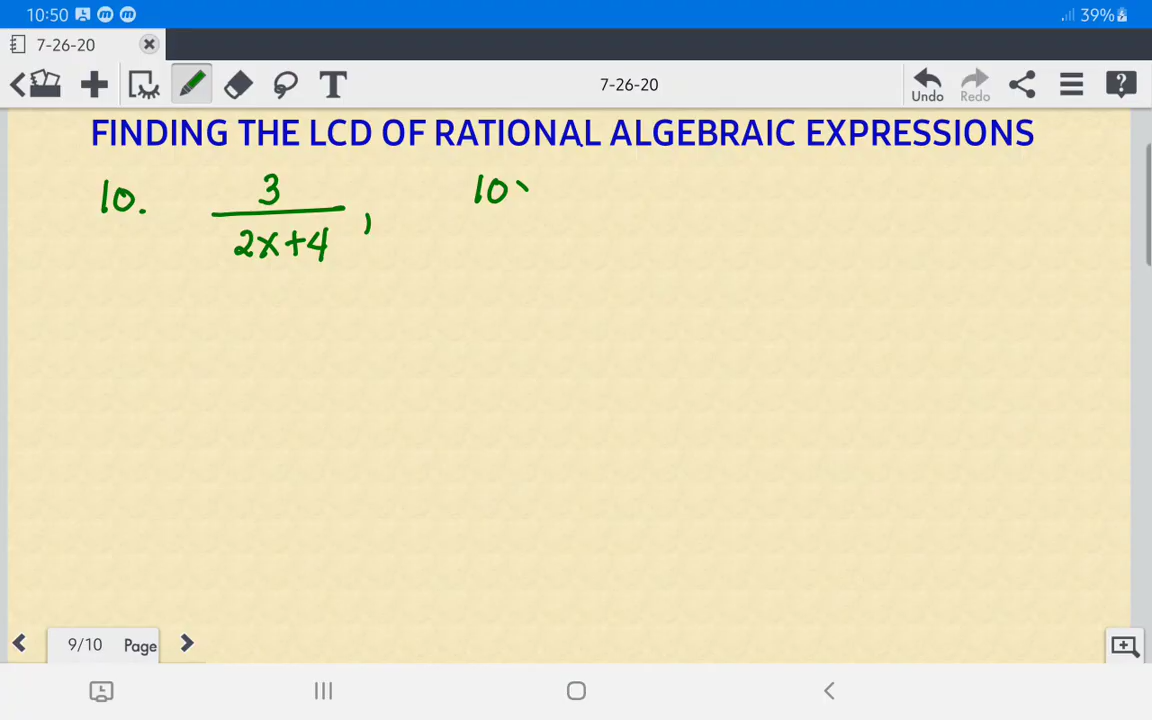 10:50 39%
7-26-20
7-26-20 Undo Redo
FINDING THE LCD OF RATIONAL ALGEBRAIC EXPRESSIONS
10. 3 10
2x+4 ,
9/10 Page